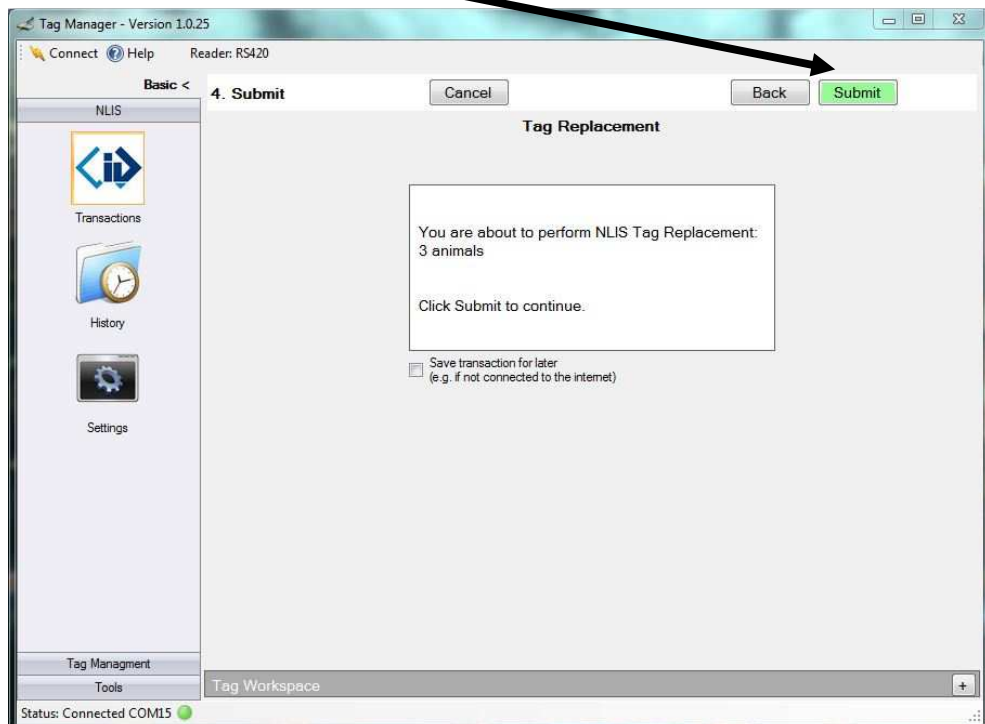 Tag Manager - Version 1.0.25
Connect Help Reader: RS420
Basic <
NLIS
Transactions
History
Settings
Tag Managment
Tools
4. Submit Cancel Back Submit
Tag Replacement
You are about to perform NLIS Tag Replacement:
3 animals
Click Submit to continue.
Save transaction for later
(e.g. if not connected to the internet)
Tag Workspace +
Status: Connected COM15